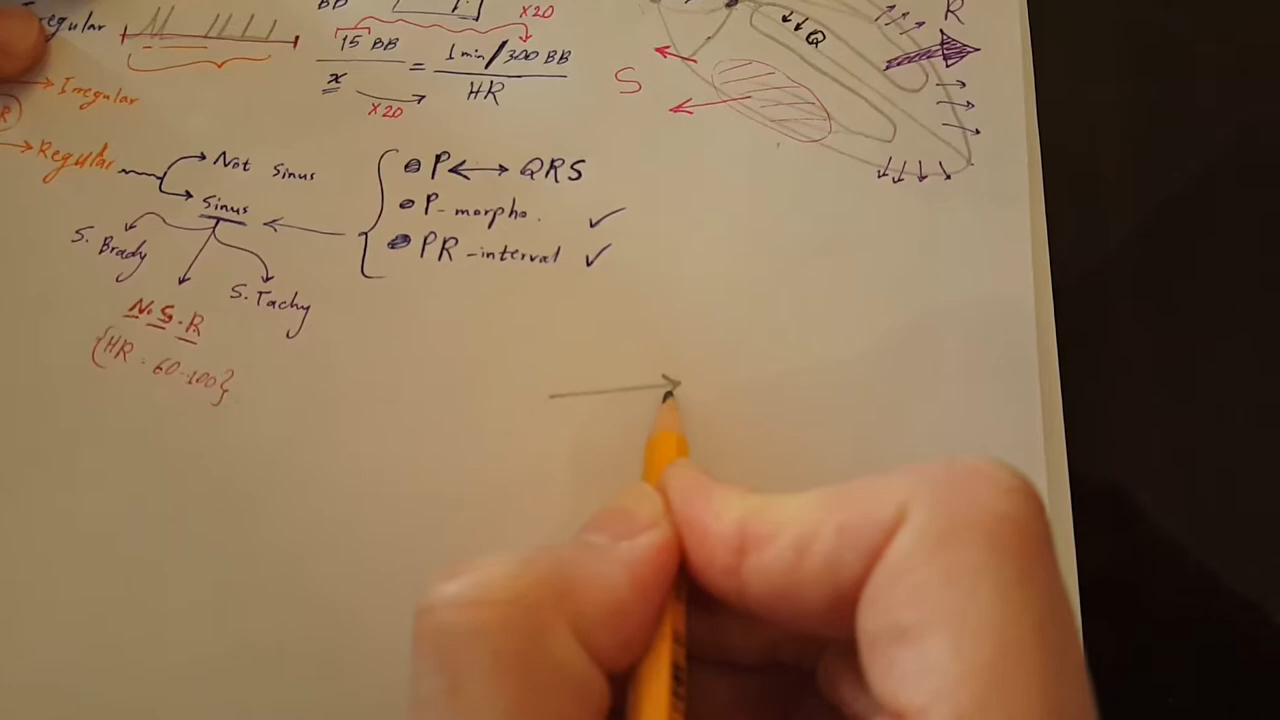 Irregular
BB
x20
15 BB
x
=
1 min/300 BB
HR
x20
R
Q
S
Irregular
R
Regular
Not sinus
Sinus
S. Brady
N.S.R
{HR = 60-100}
S. Tachy
P ↔ QRS
P-morpho. ✓
PR-interval ✓